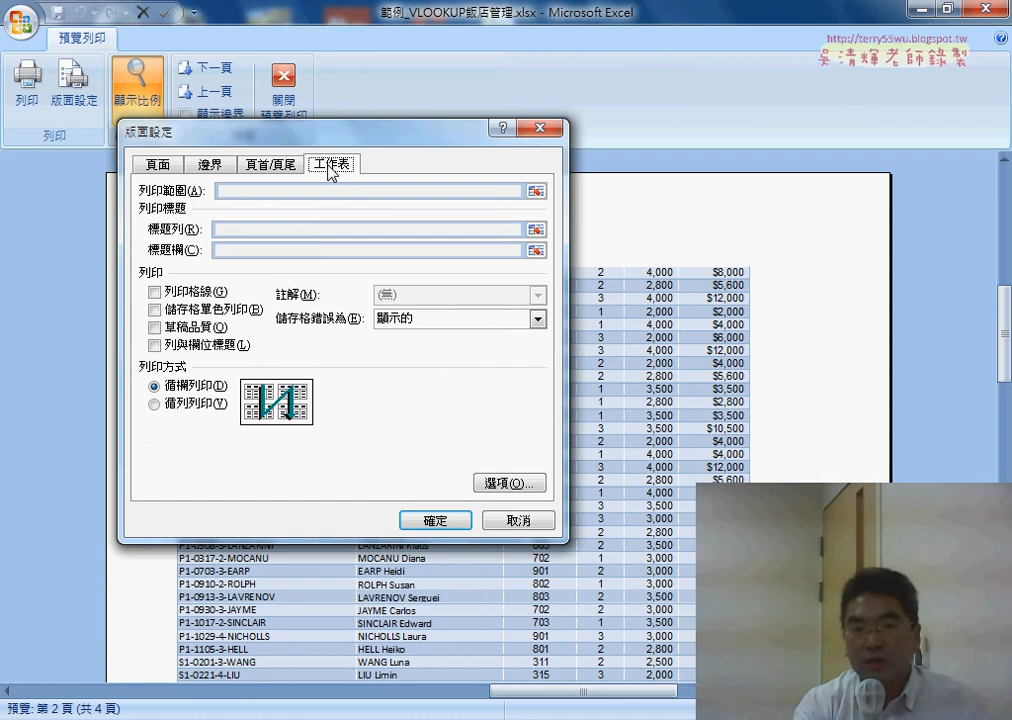 範例_VLOOKUP飯店管理.xlsx - Microsoft Excel
預覽列印
http://terry55wu.blogspot.tw
吳清輝老師錄製
列印
版面設定
顯示比例
下一頁
上一頁
顯示邊界
關閉
預覽列印
列印
版面設定
頁面
邊界
頁首/頁尾
工作表
列印範圍(A):
列印標題
標題列(R):
標題欄(C):
列印
列印格線(G)
儲存格單色列印(B)
草稿品質(Q)
列與欄位標題(L)
註解(M):
(無)
儲存格錯誤為(E):
顯示的
列印方式
循欄列印(D)
循列列印(V)
選項(O)...
確定
取消
2 4,000 $8,000
2 2,800 $5,600
3 4,000 $12,000
1 2,000 $2,000
1 4,000 $4,000
3 2,000 $6,000
3 4,000 $12,000
2 2,000 $4,000
2 2,800 $5,600
1 3,500 $3,500
1 2,800 $2,800
1 3,500 $3,500
3 3,500 $10,500
2 2,000 $4,000
1 4,000 $4,000
3 4,000 $12,000
2 2,800 $5,600
1 4,000
3 3,500
3 3,000
2 2,800
P1-0908-3-LANZARINI LANZARINI Klaus 803 2 3,500
P1-0317-2-MOCANU MOCANU Diana 702 1 3,000
P1-0703-3-EARP EARP Heidi 901 2 3,000
P1-0910-2-ROLPH ROLPH Susan 802 1 3,000
P1-0913-3-LAVRENOV LAVRENOV Serguei 803 2 3,500
P1-0930-3-JAYME JAYME Carlos 702 1 3,000
P1-1017-2-SINCLAIR SINCLAIR Edward 703 1 3,500
P1-1029-4-NICHOLLS NICHOLLS Laura 901 3 3,000
P1-1105-3-HELL HELL Heiko 801 2 2,800
S1-0201-3-WANG WANG Luna 311 2 2,500
S1-0221-4-LIU LIU Limin 315 3 2,000
預覽: 第 2 頁 (共 4 頁)